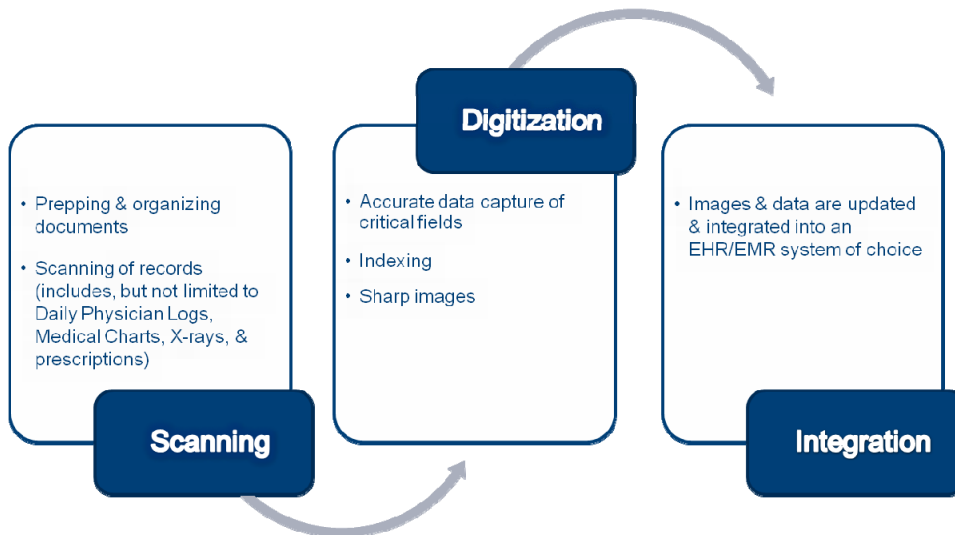 • Prepping & organizing
documents
• Scanning of records
(includes, but not limited to
Daily Physician Logs,
Medical Charts, X-rays, &
prescriptions)
Scanning
Digitization
• Accurate data capture of
critical fields
• Indexing
• Sharp images
• Images & data are updated
& integrated into an
EHR/EMR system of choice
Integration